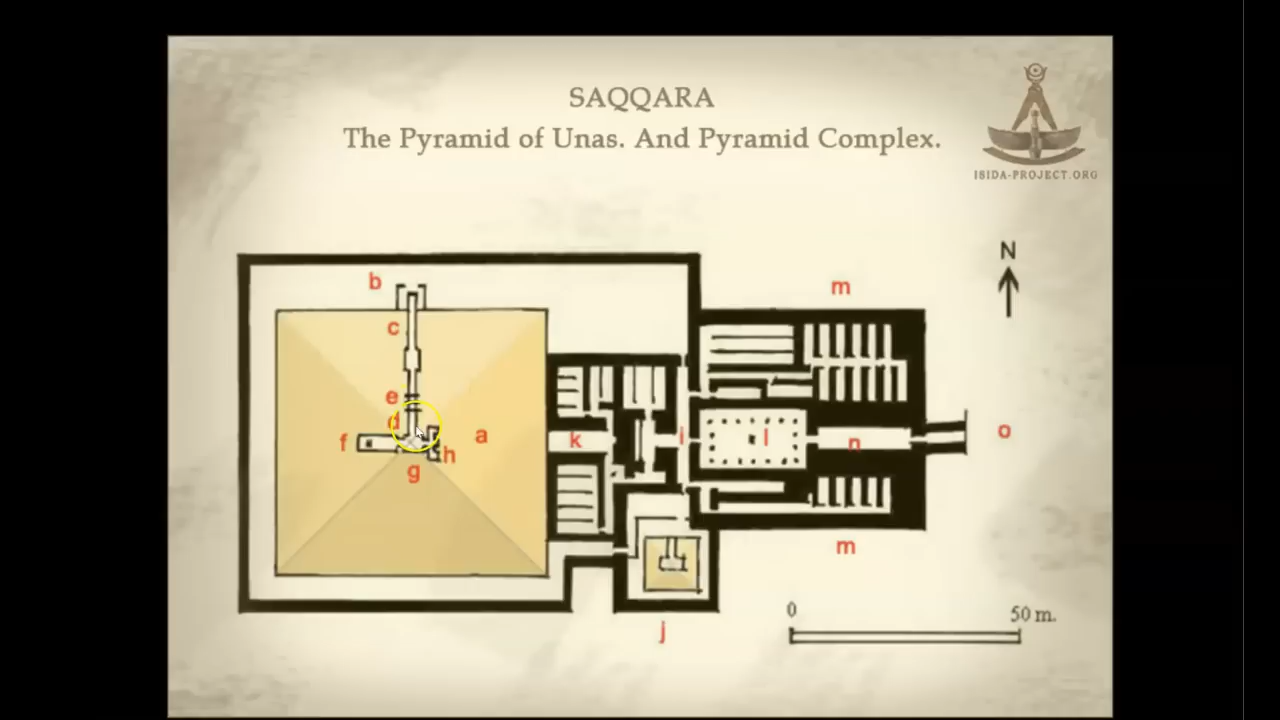 SAQQARA
The Pyramid of Unas. And Pyramid Complex.
ISIDA-PROJECT.ORG
N
b
m
c
e
d
f
a
h
g
k
i
l
n
o
m
j
0
50 m.